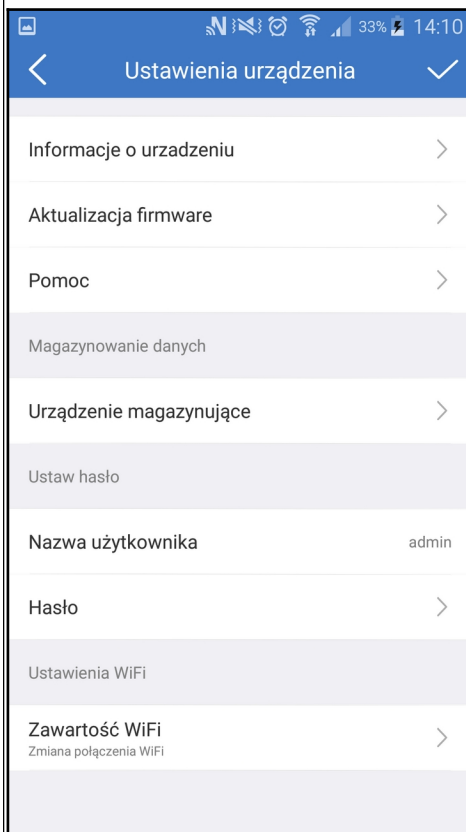 33% 14:10
Ustawienia urządzenia
Informacje o urzadzeniu
Aktualizacja firmware
Pomoc
Magazynowanie danych
Urządzenie magazynujące
Ustaw hasło
Nazwa użytkownika admin
Hasło
Ustawienia WiFi
Zawartość WiFi
Zmiana połączenia WiFi